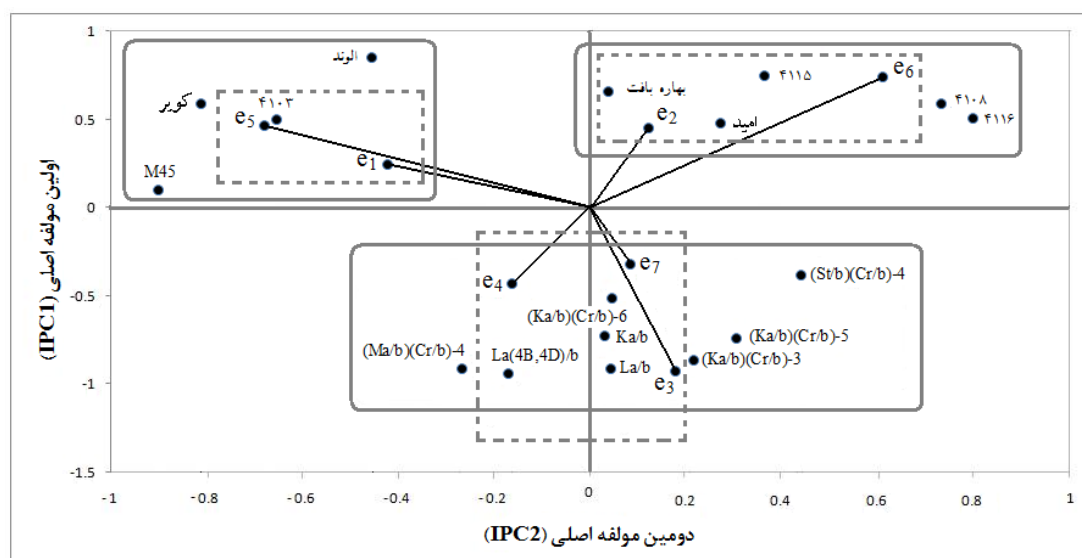 1
0.5
0
-0.5
-1
-1.5
-1
-0.8
-0.6
-0.4
-0.2
0
0.2
0.4
0.6
0.8
1
اولین مولفه اصلی (IPC1)
دومین مولفه اصلی (IPC2)
الوند
کویر
۴۱۰۳
e5
e1
M45
بهاره بافت
۴۱۱۵
e6
e2
امید
۴۱۰۸
۴۱۱۶
e4
e7
(St/b)(Cr/b)-4
(Ka/b)(Cr/b)-6
Ka/b
(Ka/b)(Cr/b)-5
(Ma/b)(Cr/b)-4
La(4B,4D)/b
La/b
e3
(Ka/b)(Cr/b)-3